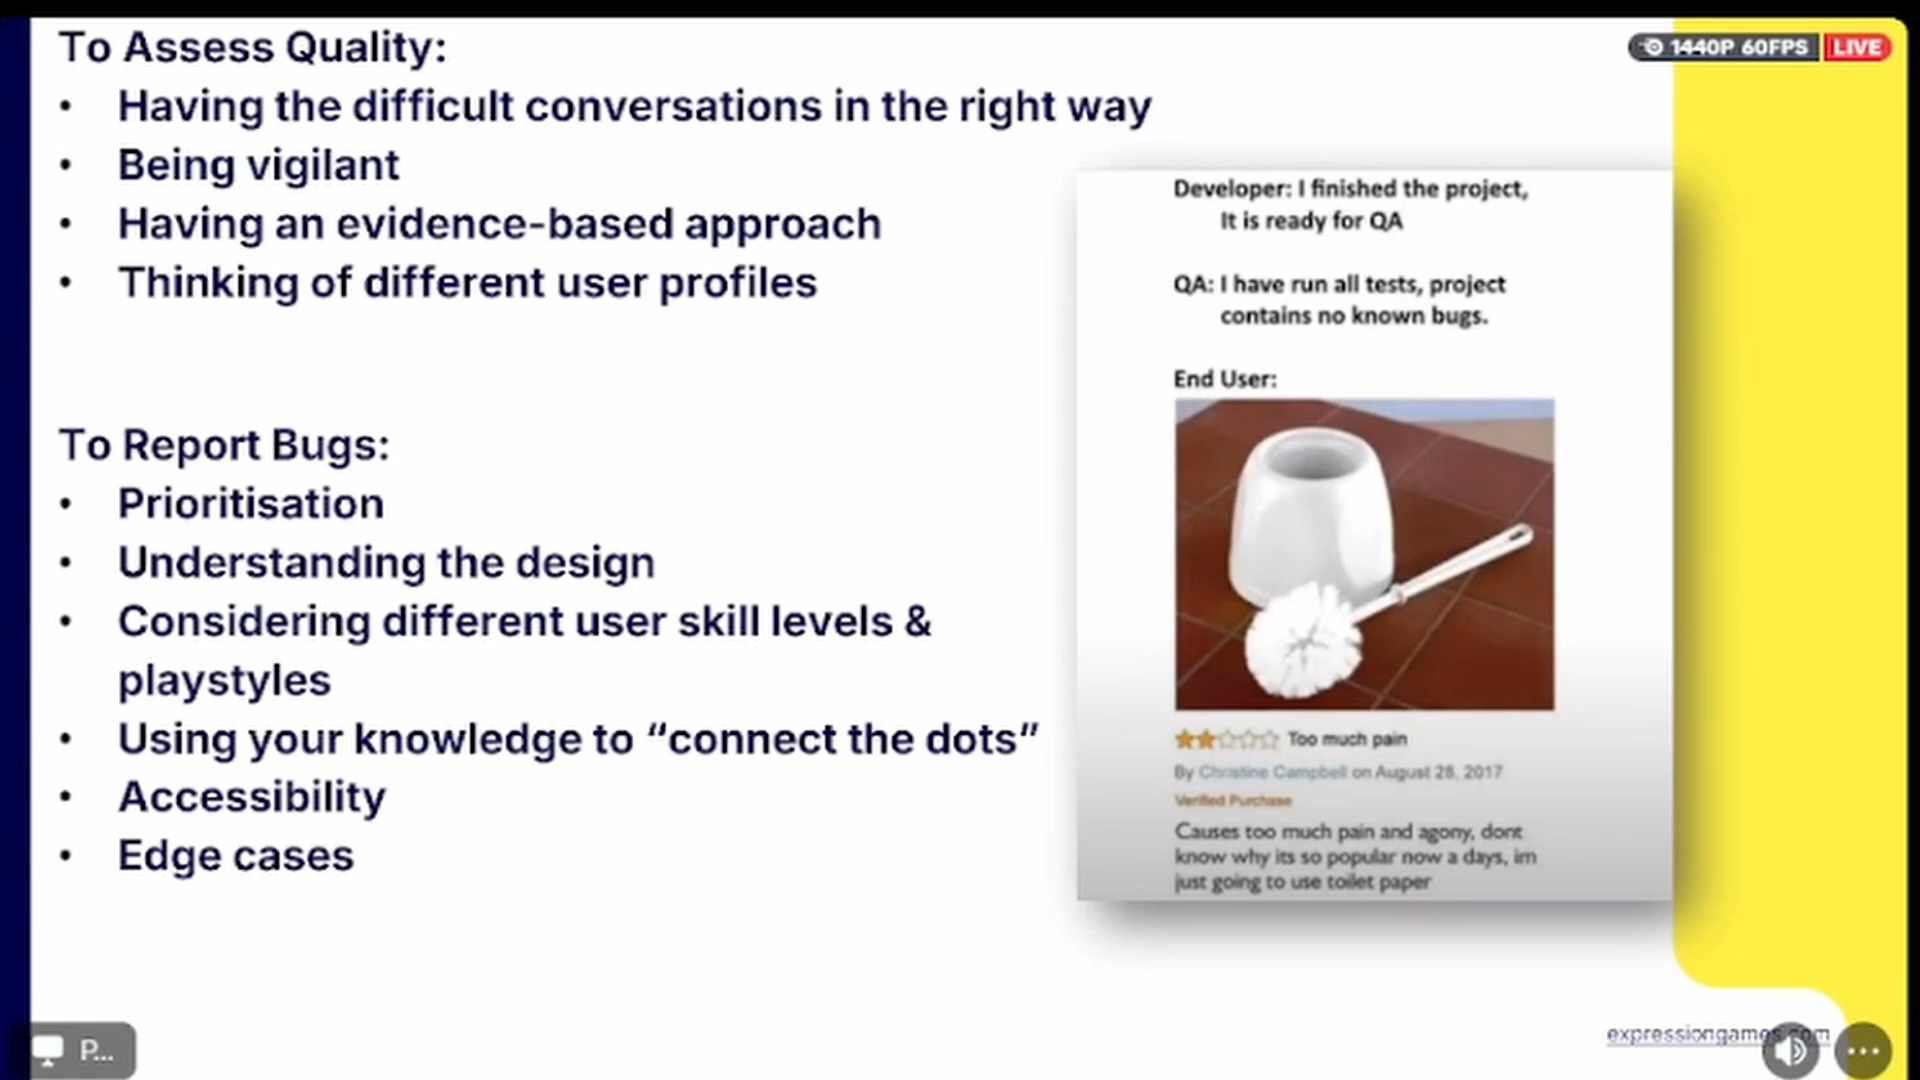 To Assess Quality:
• Having the difficult conversations in the right way
• Being vigilant
• Having an evidence-based approach
• Thinking of different user profiles
To Report Bugs:
• Prioritisation
• Understanding the design
• Considering different user skill levels &
playstyles
• Using your knowledge to “connect the dots”
• Accessibility
• Edge cases
1440P 60FPS LIVE
Developer: I finished the project,
It is ready for QA
QA: I have run all tests, project
contains no known bugs.
End User:
Too much pain
By Christine Campbell on August 28, 2017
Verified Purchase
Causes too much pain and agony, dont
know why its so popular now a days, im
just going to use toilet paper
expressiongames.com
P...